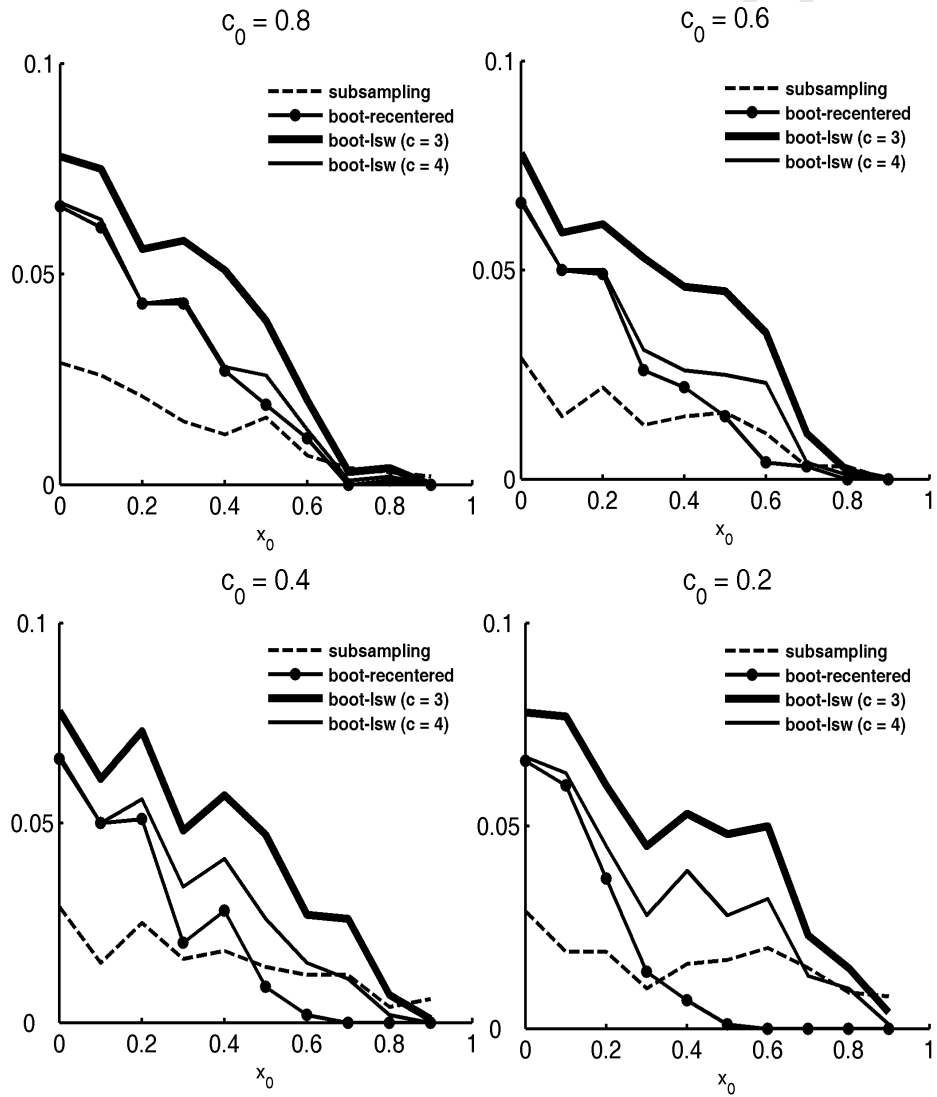 c0 = 0.8
0.1
0.05
0
subsampling
boot-recentered
boot-lsw (c = 3)
boot-lsw (c = 4)
0 0.2 0.4 0.6 0.8 1
x0
c0 = 0.6
0.1
0.05
0
subsampling
boot-recentered
boot-lsw (c = 3)
boot-lsw (c = 4)
0 0.2 0.4 0.6 0.8 1
x0
c0 = 0.4
0.1
0.05
0
subsampling
boot-recentered
boot-lsw (c = 3)
boot-lsw (c = 4)
0 0.2 0.4 0.6 0.8 1
x0
c0 = 0.2
0.1
0.05
0
subsampling
boot-recentered
boot-lsw (c = 3)
boot-lsw (c = 4)
0 0.2 0.4 0.6 0.8 1
x0